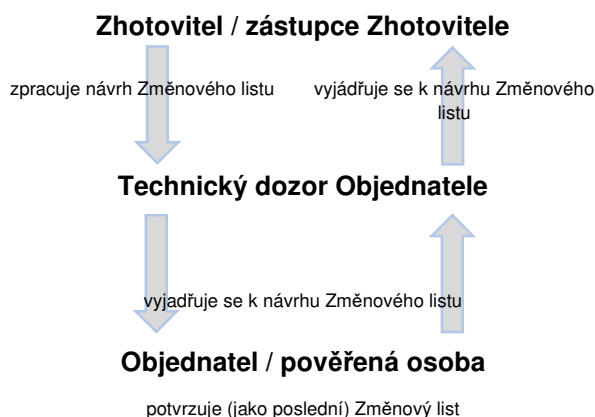 Zhotovitel / zástupce Zhotovitele
zpracuje návrh Změnového listu
vyjádřuje se k návrhu Změnového
listu
Technický dozor Objednatele
vyjadřuje se k návrhu Změnového listu
Objednatel / pověřená osoba
potvrzuje (jako poslední) Změnový list